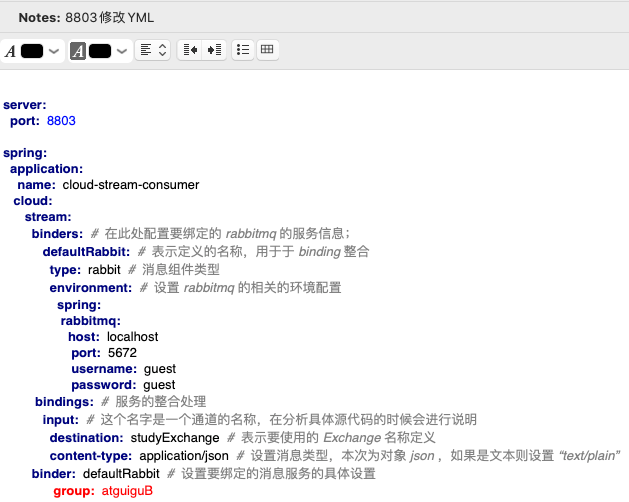 Notes: 8803修改YML
server:
port: 8803
spring:
application:
name: cloud-stream-consumer
cloud:
stream:
binders: # 在此处配置要绑定的 rabbitmq 的服务信息；
defaultRabbit: # 表示定义的名称，用于于 binding 整合
type: rabbit # 消息组件类型
environment: # 设置 rabbitmq 的相关的环境配置
spring:
rabbitmq:
host: localhost
port: 5672
username: guest
password: guest
bindings: # 服务的整合处理
input: # 这个名字是一个通道的名称，在分析具体源代码的时候会进行说明
destination: studyExchange # 表示要使用的 Exchange 名称定义
content-type: application/json # 设置消息类型，本次为对象 json ，如果是文本则设置 “text/plain”
binder: defaultRabbit # 设置要绑定的消息服务的具体设置
group: atguiguB